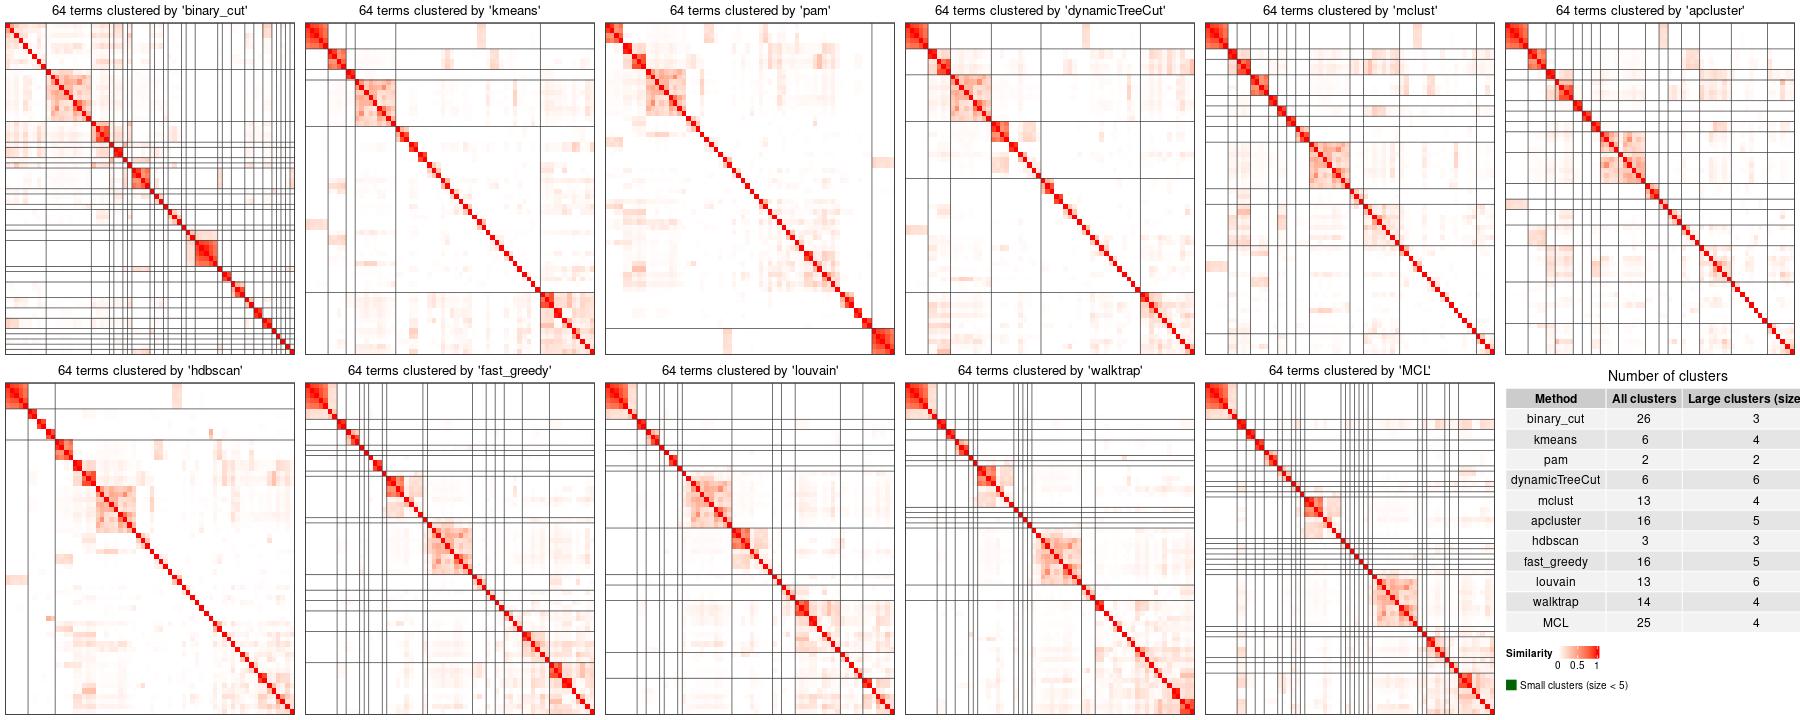 64 terms clustered by 'binary_cut'
64 terms clustered by 'kmeans'
64 terms clustered by 'pam'
64 terms clustered by 'dynamicTreeCut'
64 terms clustered by 'mclust'
64 terms clustered by 'apcluster'
64 terms clustered by 'hdbscan'
64 terms clustered by 'fast_greedy'
64 terms clustered by 'louvain'
64 terms clustered by 'walktrap'
64 terms clustered by 'MCL'
Number of clusters
Method All clusters Large clusters (size
binary_cut 26 3
kmeans 6 4
pam 2 2
dynamicTreeCut 6 6
mclust 13 4
apcluster 16 5
hdbscan 3 3
fast_greedy 16 5
louvain 13 6
walktrap 14 4
MCL 25 4
Similarity
0 0.5 1
Small clusters (size < 5)